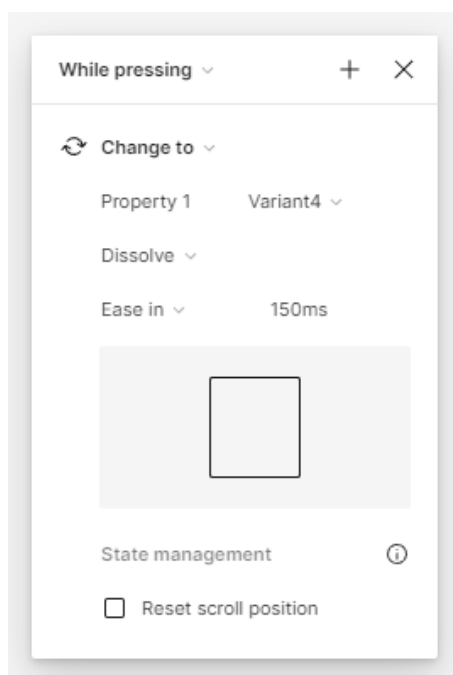 While pressing
Change to
Property 1 Variant4
Dissolve
Ease in 150ms
State management
Reset scroll position